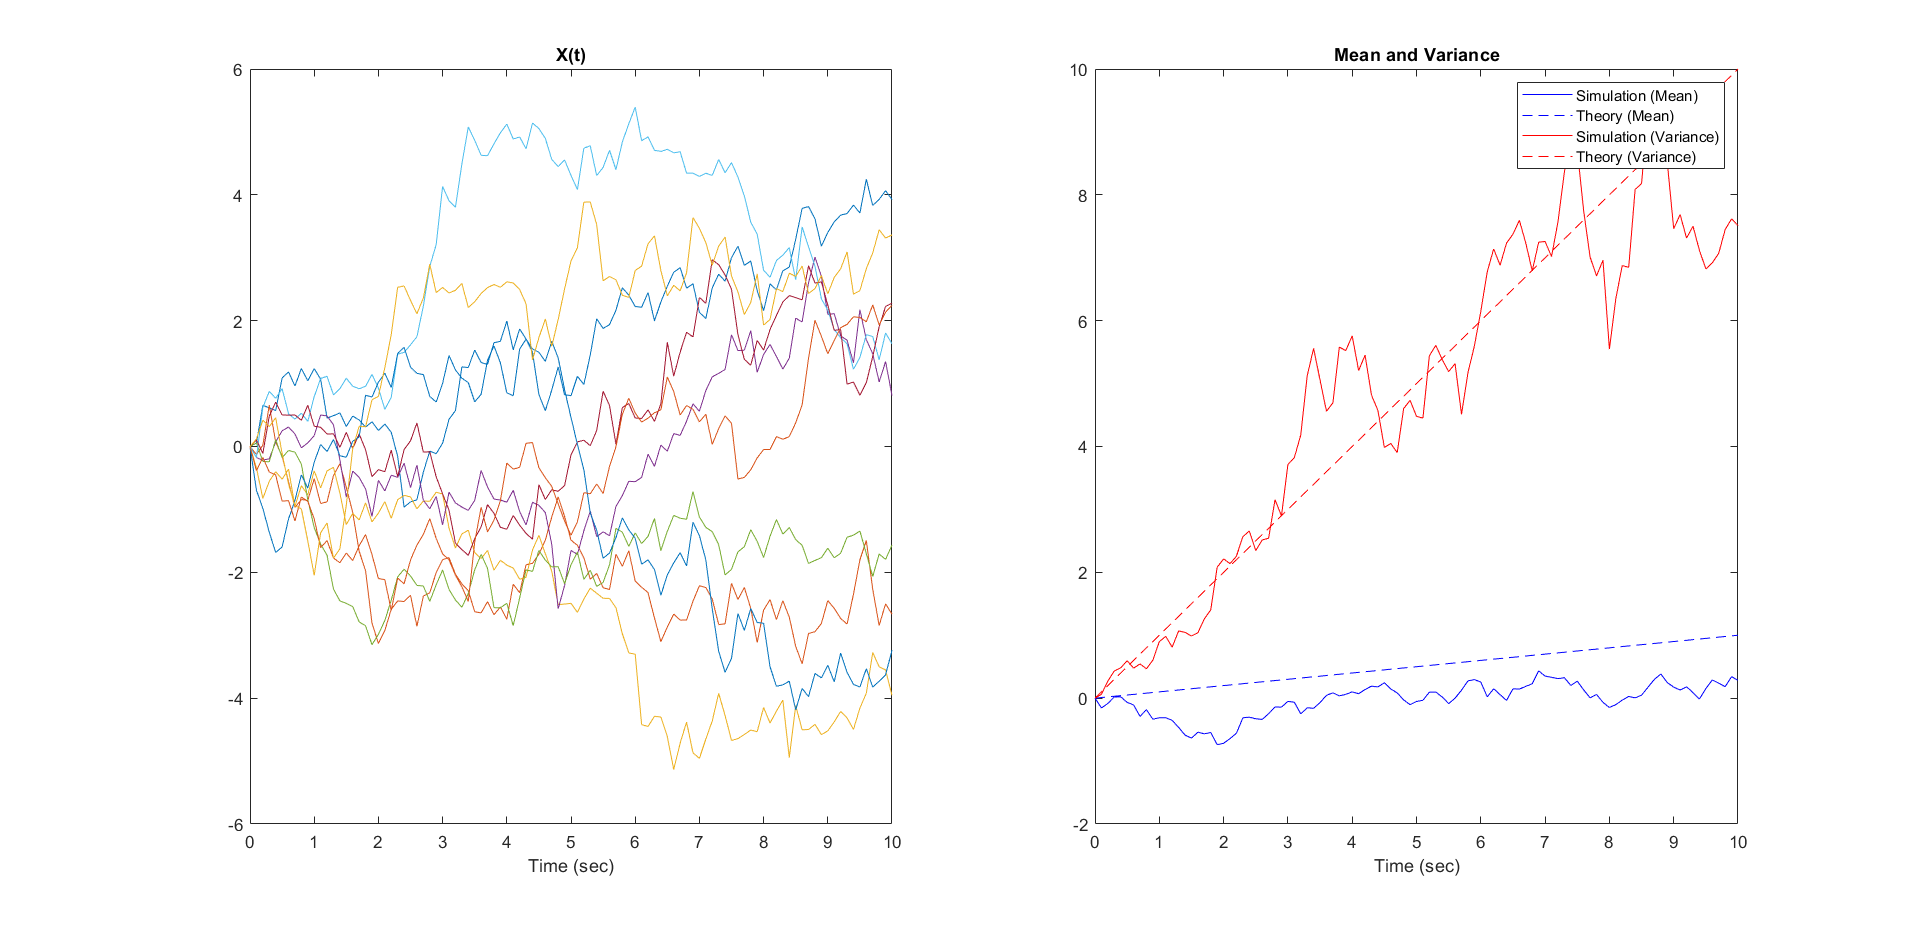 X(t)
6
4
2
0
-2
-4
-6
0 1 2 3 4 5 6 7 8 9 10
Time (sec)
Mean and Variance
10
8
6
4
2
0
-2
Simulation (Mean)
Theory (Mean)
Simulation (Variance)
Theory (Variance)
0 1 2 3 4 5 6 7 8 9 10
Time (sec)